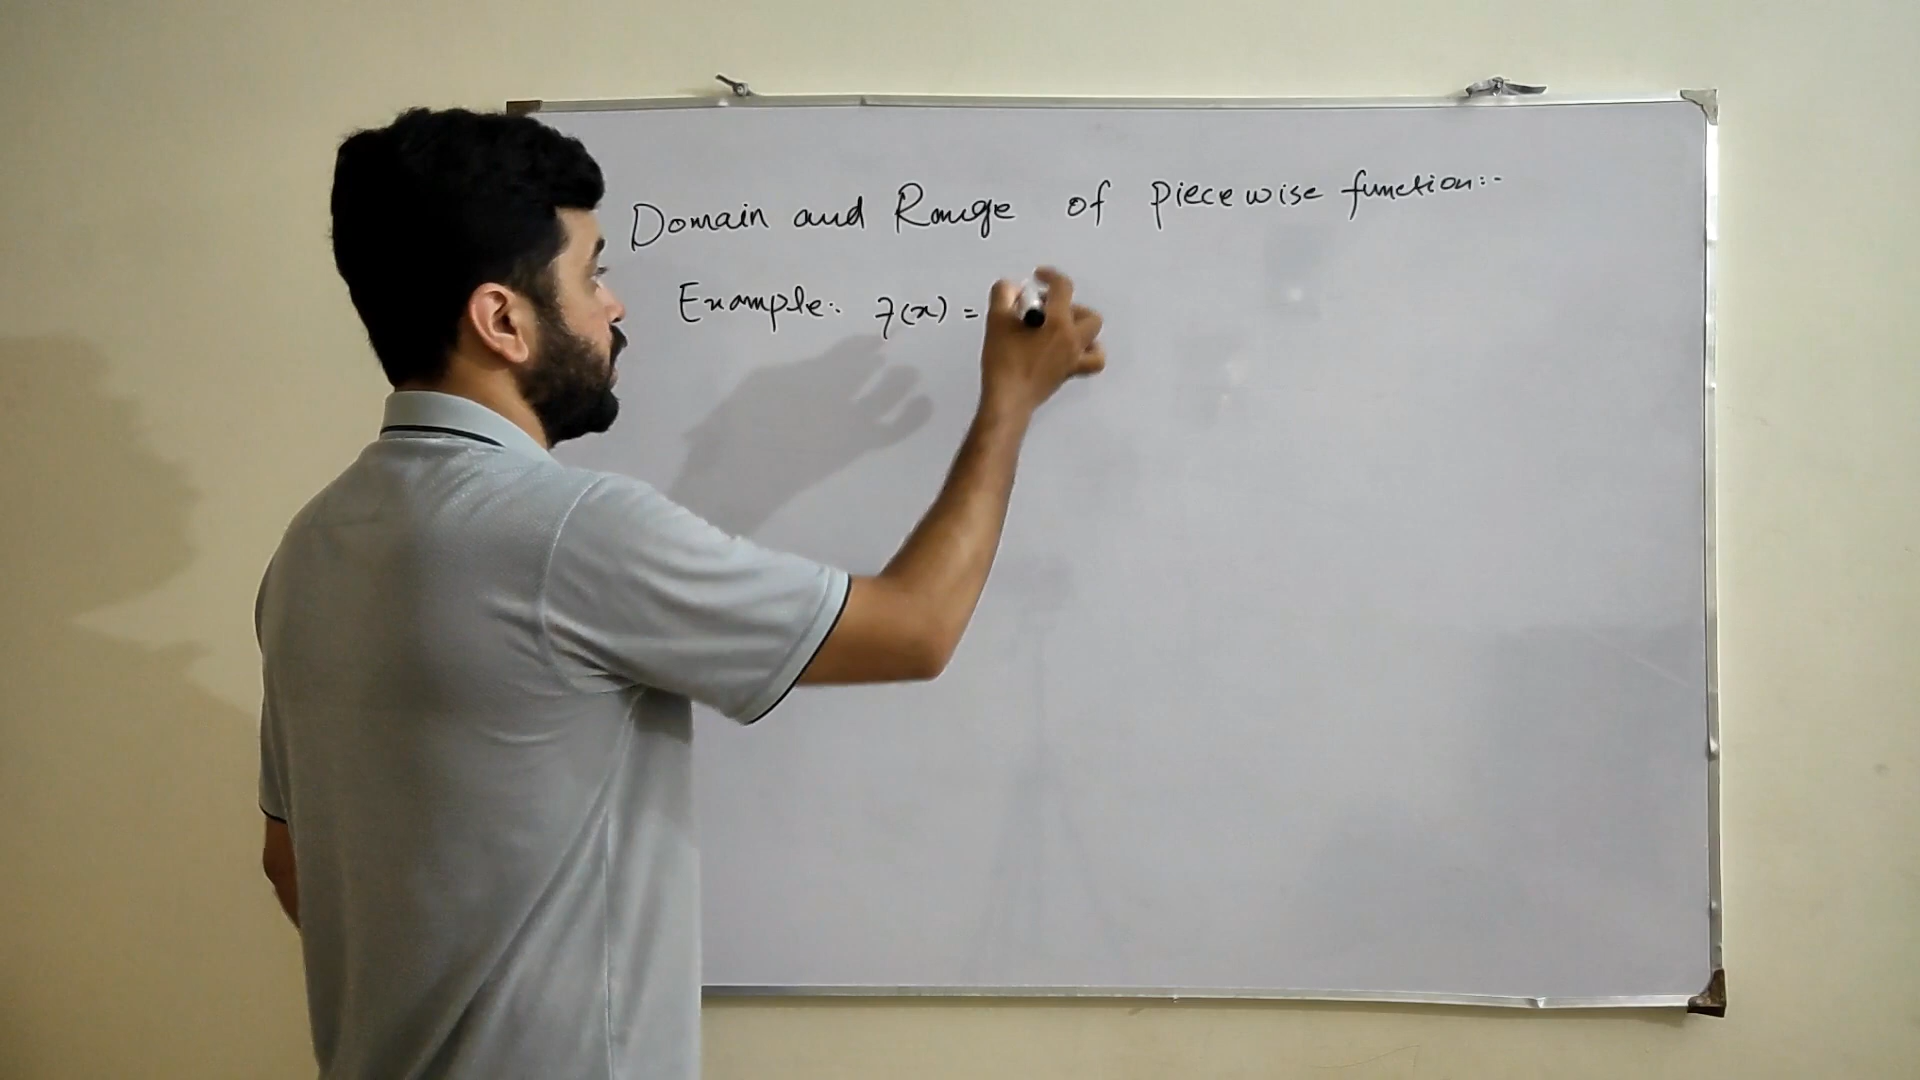 Domain and Range of Piecewise function:-
Example: f(x) =